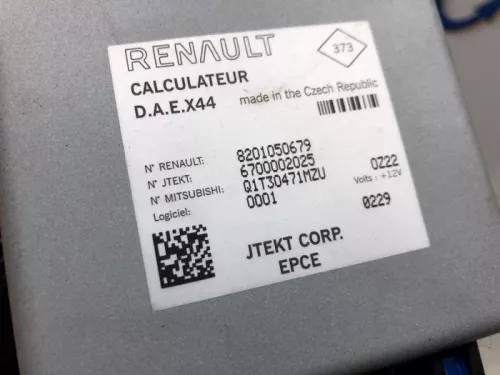 RENAULT
373
CALCULATEUR
D.A.E.X44
made in the Czech Republic
N° RENAULT: 8201050679
N° JTEKT: 6700002025 0Z22
N° MITSUBISHI: Q1T30471MZU Volts : +12V
Logiciel: 0001 0229
JTEKT CORP.
EPCE